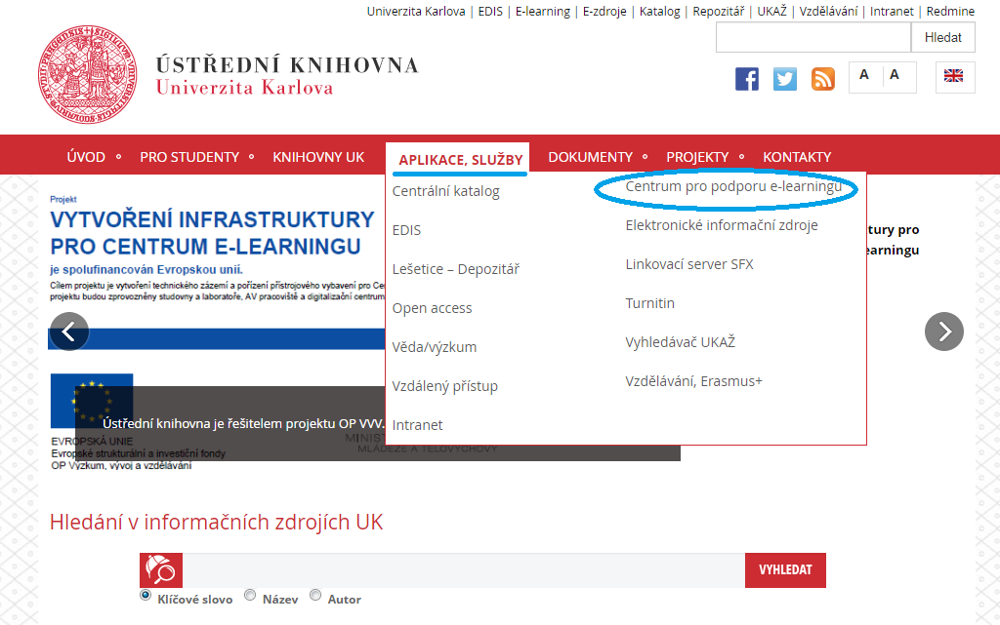 Univerzita Karlova | EDIS | E-learning | E-zdroje | Katalog | Repozitář | UKAŽ | Vzdělávání | Intranet | Redmine
Hledat
ÚSTŘEDNÍ KNIHOVNA
Univerzita Karlova
A A
ÚVOD PRO STUDENTY KNIHOVNY UK APLIKACE, SLUŽBY DOKUMENTY PROJEKTY KONTAKTY
Centrální katalog
EDIS
Lešetice – Depozitář
Open access
Věda/výzkum
Vzdálený přístup
Intranet
Centrum pro podporu e-learningu
Elektronické informační zdroje
Linkovací server SFX
Turnitin
Vyhledávač UKAŽ
Vzdělávání, Erasmus+
Projekt
VYTVOŘENÍ INFRASTRUKTURY
PRO CENTRUM E-LEARNINGU
je spolufinancován Evropskou unií.
Cílem projektu je vytvoření technického zázemí a pořízení přístrojového vybavení pro Ce
projektu budou zprovozněny studovny a laboratoře, AV pracoviště a digitalizační centrum
tury pro
earningu
Ústřední knihovna je řešitelem projektu OP VVV.
EVROPSKÁ UNIE
Evropské strukturální a investiční fondy
OP Výzkum, vývoj a vzdělávání
MINIS
MLÁDEŽE A TĚLOVÝCHOVY
Hledání v informačních zdrojích UK
VYHLEDAT
Klíčové slovo Název Autor